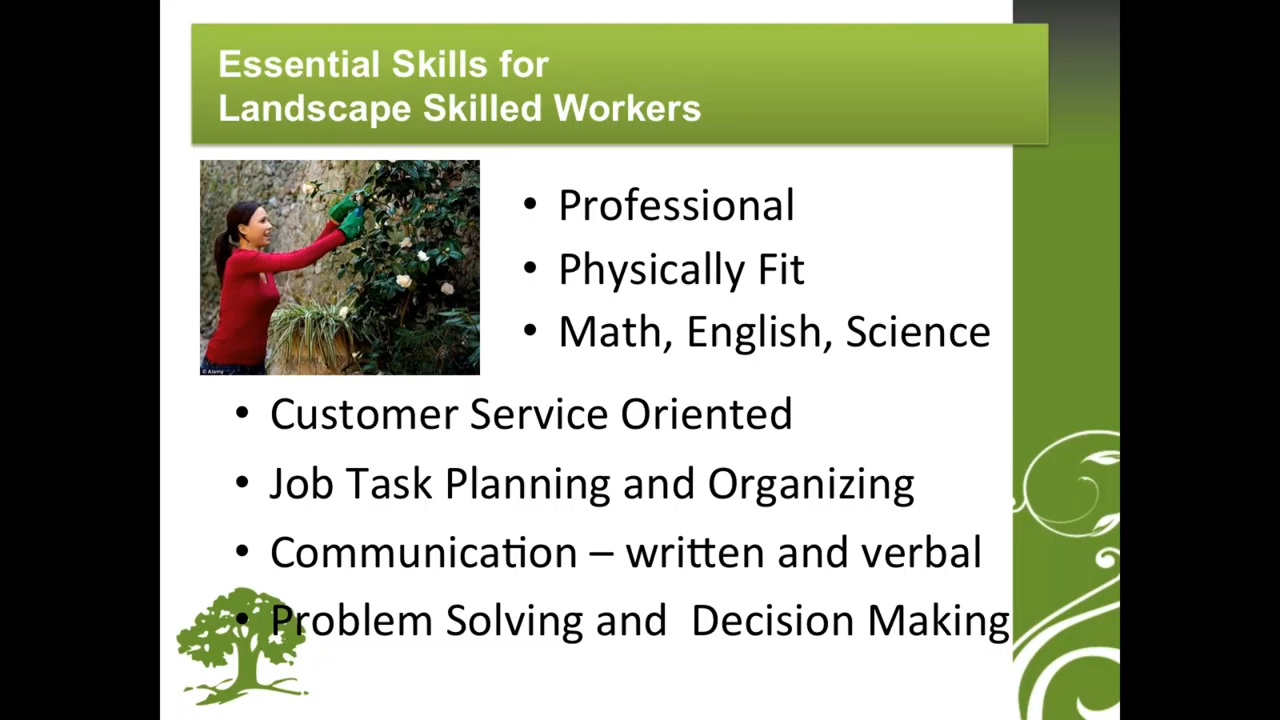 Essential Skills for
Landscape Skilled Workers
• Professional
• Physically Fit
• Math, English, Science
© Alamy
• Customer Service Oriented
• Job Task Planning and Organizing
• Communication – written and verbal
• Problem Solving and  Decision Making